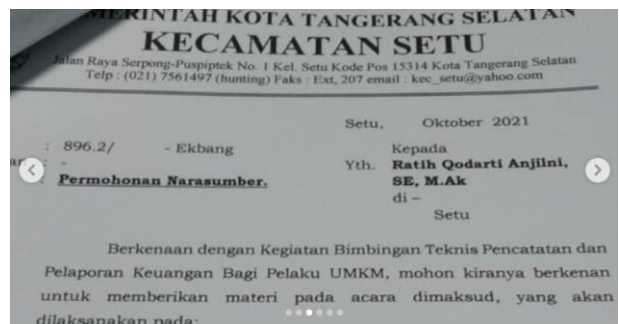 PEMERINTAH KOTA TANGERANG SELATAN
KECAMATAN SETU
Jalan Raya Serpong-Puspiptek No. 1 Kel. Setu Kode Pos 15314 Kota Tangerang Selatan
Telp : (021) 7561497 (hunting) Faks : Ext, 207 email : kec_setu@yahoo.com
Setu, Oktober 2021
: 896.2/ - Ekbang
Kepada
: -
Yth. Ratih Qodarti Anjilni,
: Permohonan Narasumber.
SE, M.Ak
di –
Setu
Berkenaan dengan Kegiatan Bimbingan Teknis Pencatatan dan
Pelaporan Keuangan Bagi Pelaku UMKM, mohon kiranya berkenan
untuk memberikan materi pada acara dimaksud, yang akan
dilaksanakan pada: